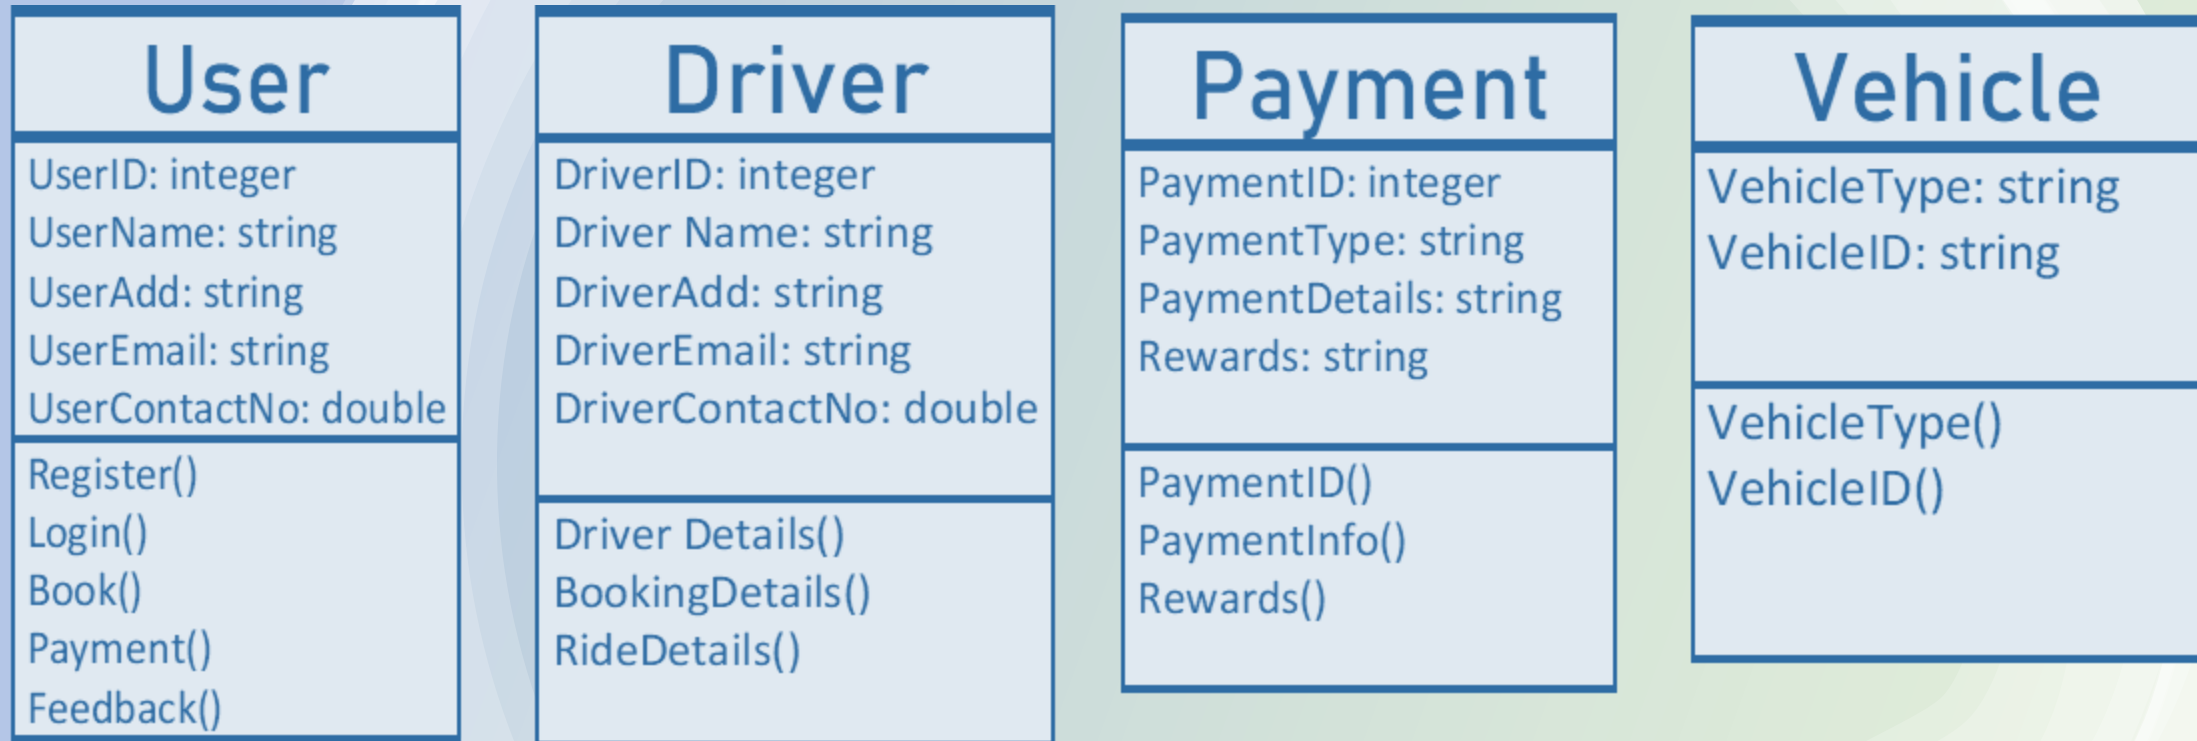 User
UserID: integer
UserName: string
UserAdd: string
UserEmail: string
UserContactNo: double
Register()
Login()
Book()
Payment()
Feedback()
Driver
DriverID: integer
Driver Name: string
DriverAdd: string
DriverEmail: string
DriverContactNo: double
Driver Details()
BookingDetails()
RideDetails()
Payment
PaymentID: integer
PaymentType: string
PaymentDetails: string
Rewards: string
PaymentID()
PaymentInfo()
Rewards()
Vehicle
VehicleType: string
VehicleID: string
VehicleType()
VehicleID()